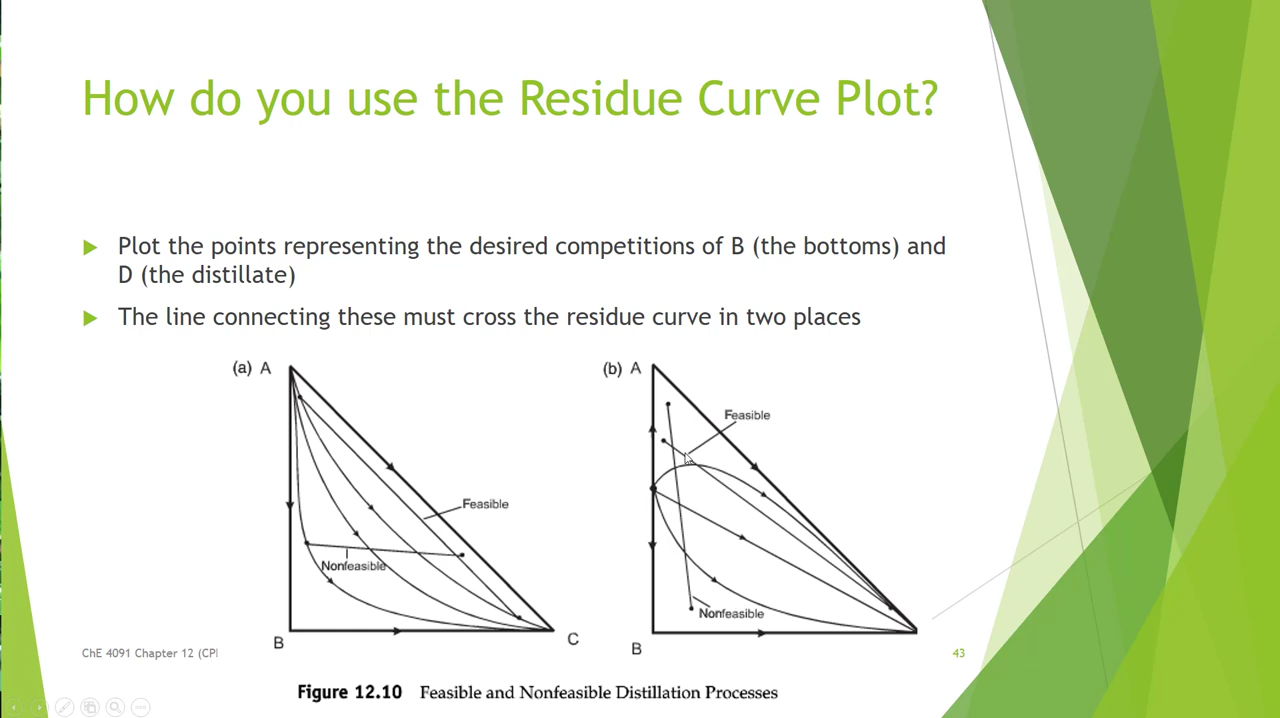 How do you use the Residue Curve Plot?
Plot the points representing the desired competitions of B (the bottoms) and
D (the distillate)
The line connecting these must cross the residue curve in two places
(a) A
Feasible
Nonfeasible
B
C
(b) A
Feasible
Nonfeasible
B
ChE 4091 Chapter 12 (CPI
43
Figure 12.10 Feasible and Nonfeasible Distillation Processes